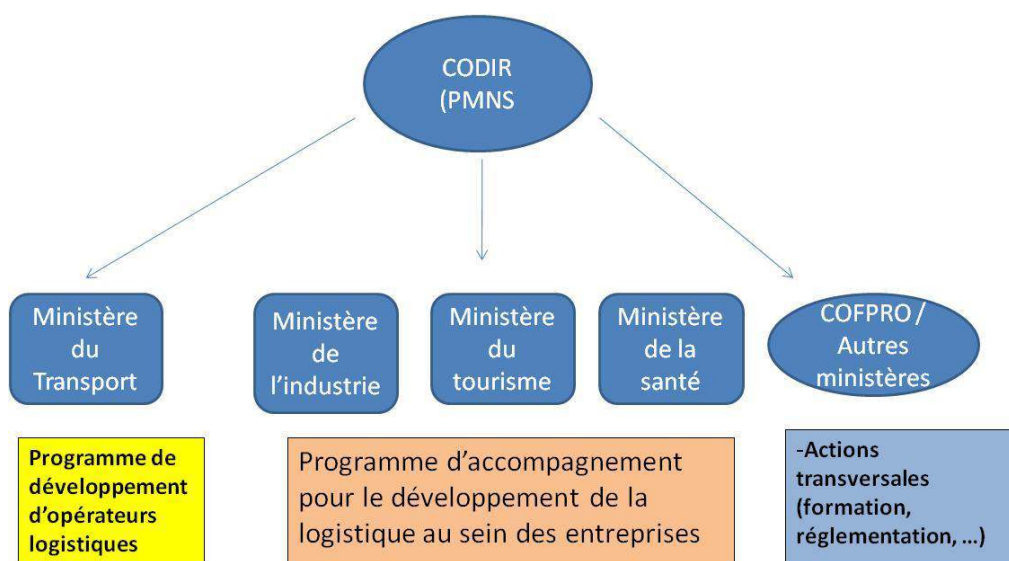 CODIR
(PMNS
Ministère
du
Transport
Ministère
de
l'industrie
Ministère
du
tourisme
Ministère
de la
santé
COFPRO /
Autres
ministères
Programme de
développement
d'opérateurs
logistiques
Programme d'accompagnement
pour le développement de la
logistique au sein des entreprises
-Actions
transversales
(formation,
réglementation, ...)